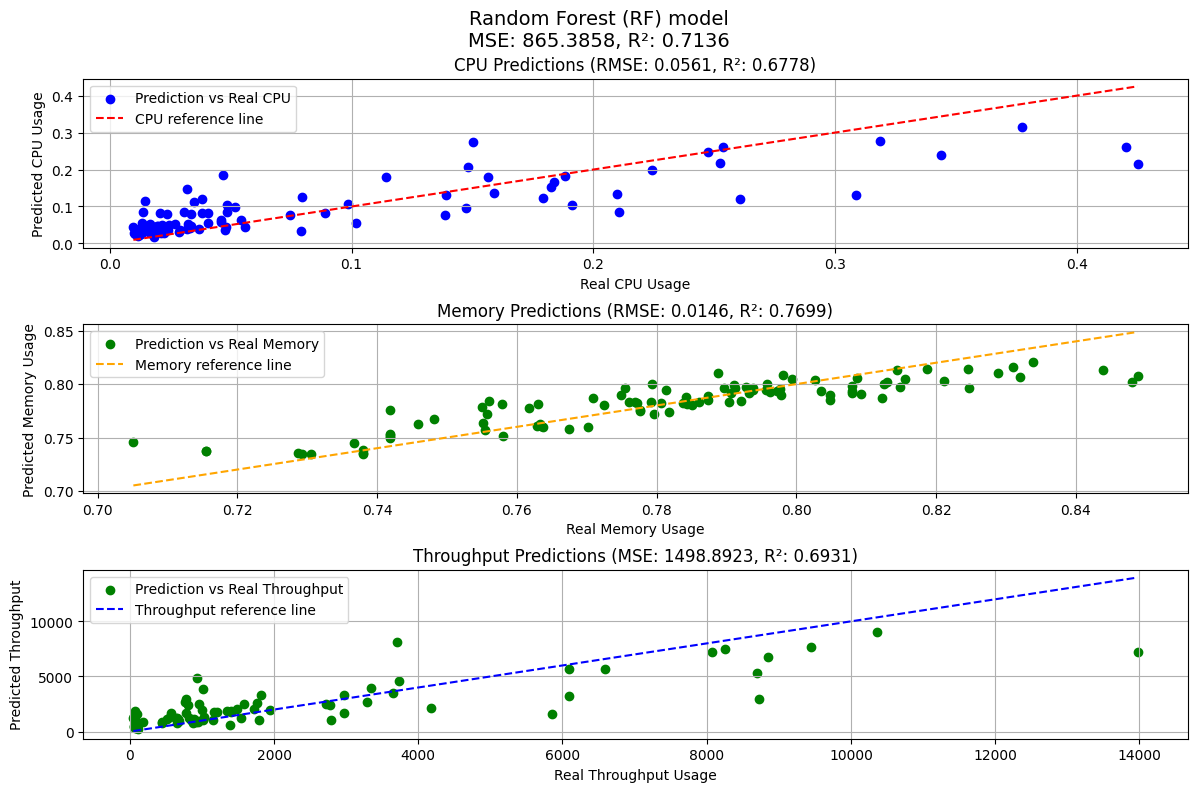 Random Forest (RF) model
MSE: 865.3858, R²: 0.7136
CPU Predictions (RMSE: 0.0561, R²: 0.6778)
Prediction vs Real CPU
CPU reference line
Predicted CPU Usage
0.4
0.3
0.2
0.1
0.0
0.0 0.1 0.2 0.3 0.4
Real CPU Usage
Memory Predictions (RMSE: 0.0146, R²: 0.7699)
Prediction vs Real Memory
Memory reference line
Predicted Memory Usage
0.85
0.80
0.75
0.70
0.70 0.72 0.74 0.76 0.78 0.80 0.82 0.84
Real Memory Usage
Throughput Predictions (MSE: 1498.8923, R²: 0.6931)
Prediction vs Real Throughput
Throughput reference line
Predicted Throughput
10000
5000
0
0 2000 4000 6000 8000 10000 12000 14000
Real Throughput Usage